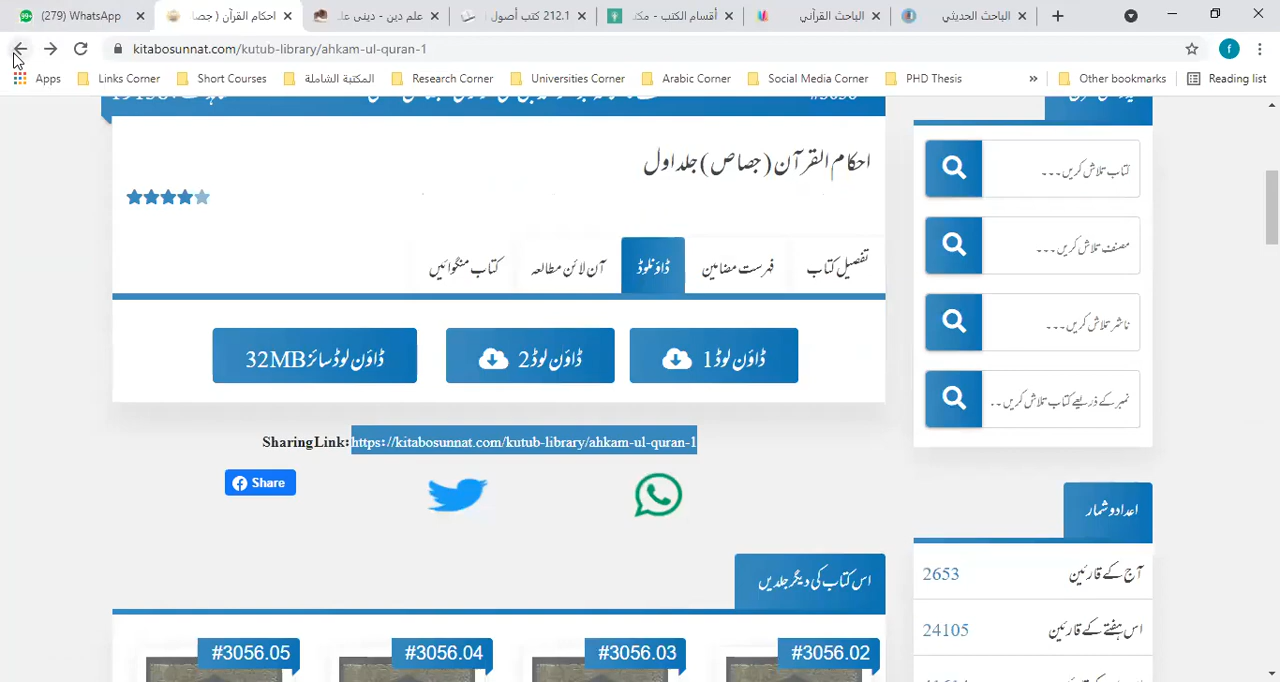 (279) WhatsApp
احکام القرآن ( جصا
علم دین - دینی عل
212.1 كتب أصول ا
أقسام الكتب - مكت
الباحث القرآني
الباحث الحديثي
kitabosunnat.com/kutub-library/ahkam-ul-quran-1
f
Apps
Links Corner
Short Courses
المكتبة الشاملة
Research Corner
Universities Corner
Arabic Corner
Social Media Corner
PHD Thesis
»
Other bookmarks
Reading list
احکام القرآن ( جصاص ) جلد اول
تفصیل کتاب
فہرست مضامین
ڈاؤنلوڈ
آن لائن مطالعہ
کتاب منگوائیں
ڈاؤن لوڈ 1
ڈاؤن لوڈ 2
ڈاؤن لوڈ سائز 32MB
SharingLink: https://kitabosunnat.com/kutub-library/ahkam-ul-quran-1
Share
اس کتاب کی دیگر جلدیں
#3056.02
#3056.03
#3056.04
#3056.05
کتاب تلاش کریں ۔۔۔
مصنف تلاش کریں ۔۔۔
ناشر تلاش کریں ۔۔۔
نمبر کے ذریعے کتاب تلاش کریں ۔۔
اعداد و شمار
آج کے قارئین 2653
اس ہفتے کے قارئین 24105